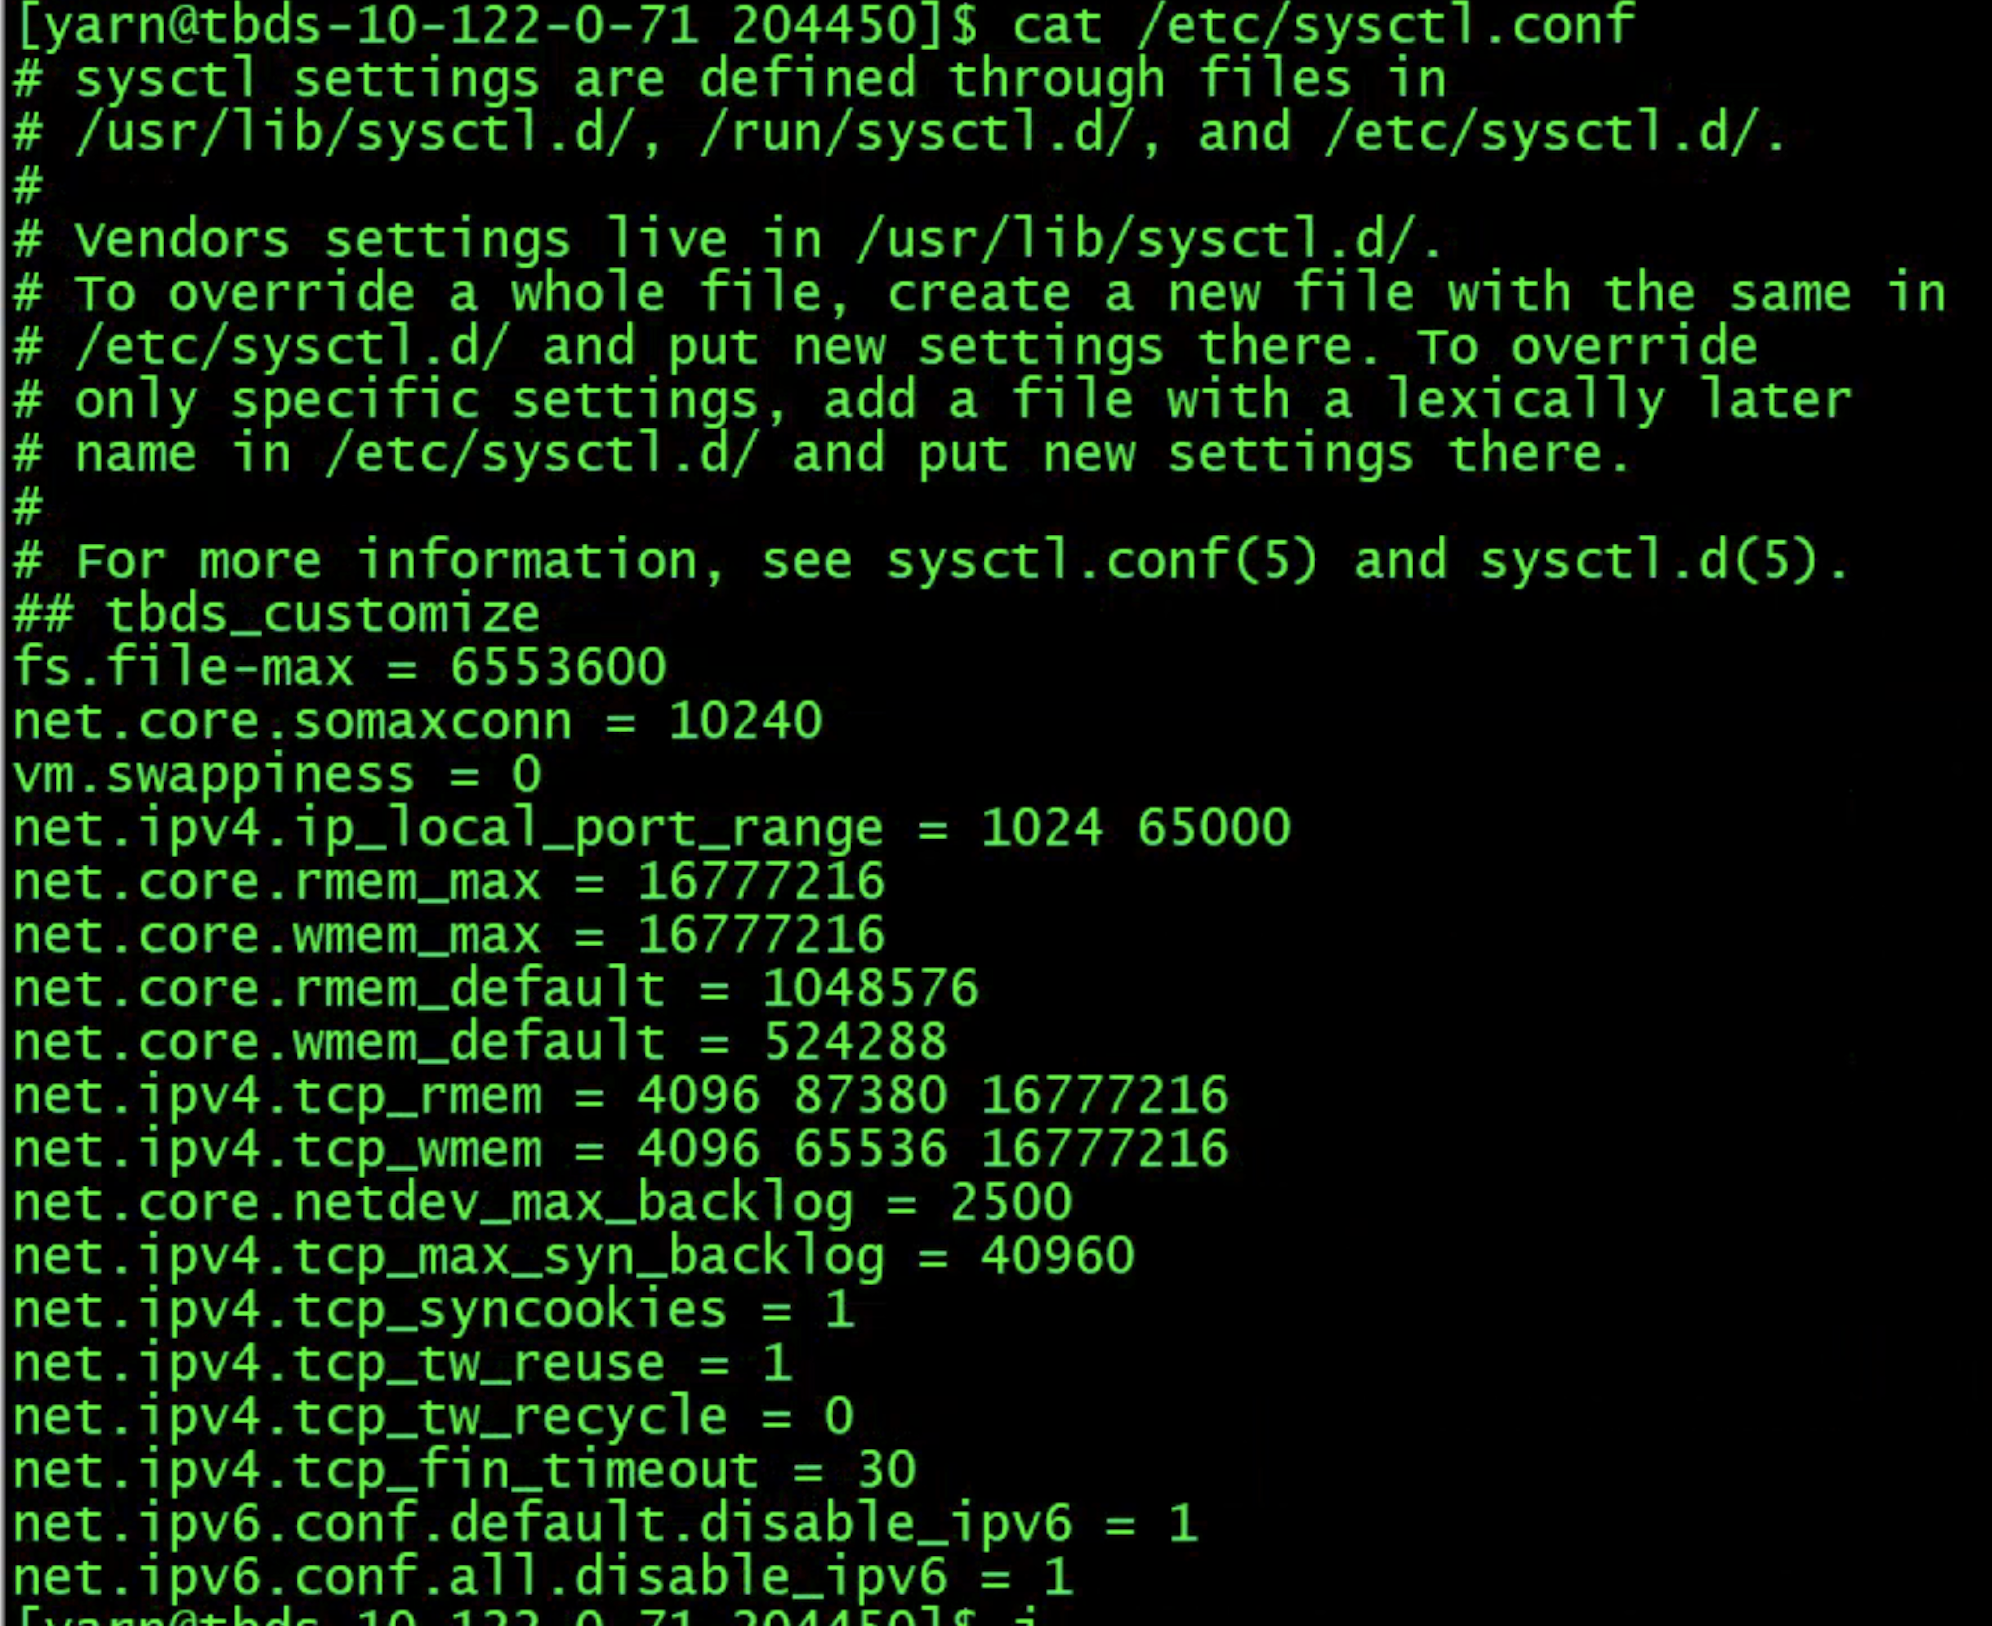 [yarn@tbds-10-122-0-71 204450]$ cat /etc/sysctl.conf
# sysctl settings are defined through files in
# /usr/lib/sysctl.d/, /run/sysctl.d/, and /etc/sysctl.d/.
#
# Vendors settings live in /usr/lib/sysctl.d/.
# To override a whole file, create a new file with the same in
# /etc/sysctl.d/ and put new settings there. To override
# only specific settings, add a file with a lexically later
# name in /etc/sysctl.d/ and put new settings there.
#
# For more information, see sysctl.conf(5) and sysctl.d(5).
## tbds_customize
fs.file-max = 6553600
net.core.somaxconn = 10240
vm.swappiness = 0
net.ipv4.ip_local_port_range = 1024 65000
net.core.rmem_max = 16777216
net.core.wmem_max = 16777216
net.core.rmem_default = 1048576
net.core.wmem_default = 524288
net.ipv4.tcp_rmem = 4096 87380 16777216
net.ipv4.tcp_wmem = 4096 65536 16777216
net.core.netdev_max_backlog = 2500
net.ipv4.tcp_max_syn_backlog = 40960
net.ipv4.tcp_syncookies = 1
net.ipv4.tcp_tw_reuse = 1
net.ipv4.tcp_tw_recycle = 0
net.ipv4.tcp_fin_timeout = 30
net.ipv6.conf.default.disable_ipv6 = 1
net.ipv6.conf.all.disable_ipv6 = 1
[yarn@tbds-10-122-0-71 204450]$ i